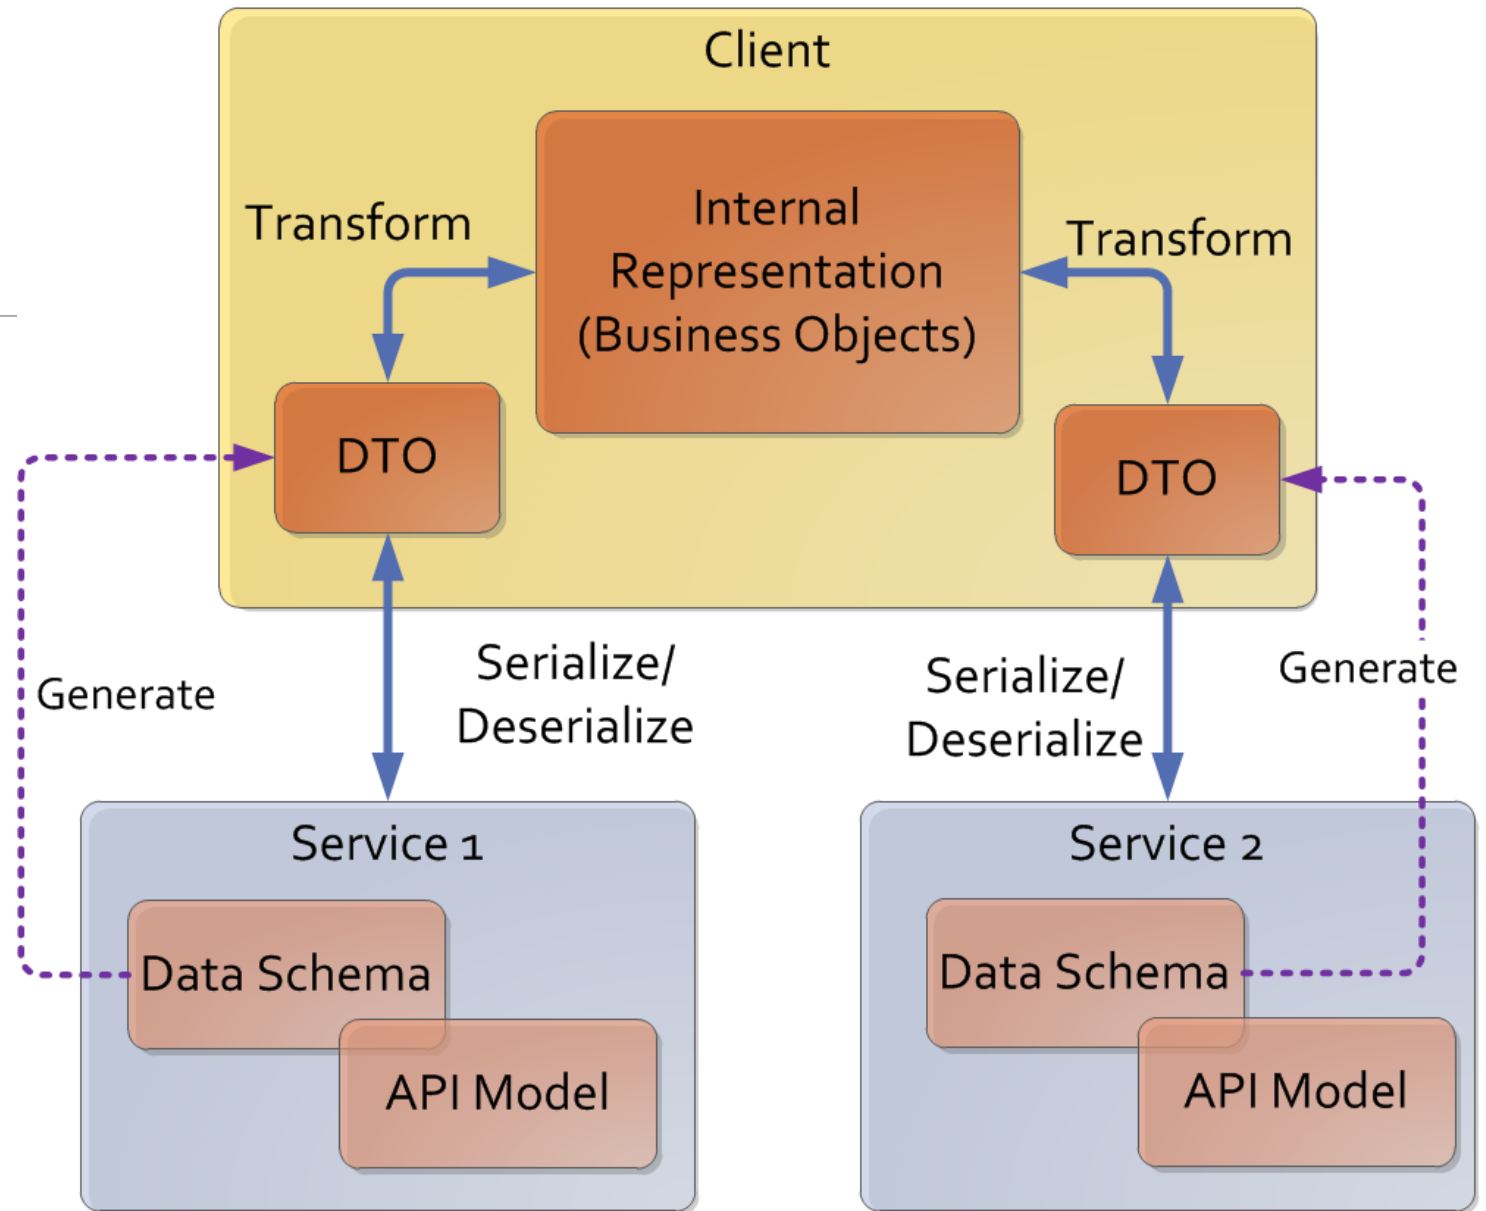 Client
Transform
Internal
Representation
(Business Objects)
Transform
DTO
DTO
Generate
Serialize/
Deserialize
Serialize/
Deserialize
Generate
Service 1
Data Schema
API Model
Service 2
Data Schema
API Model